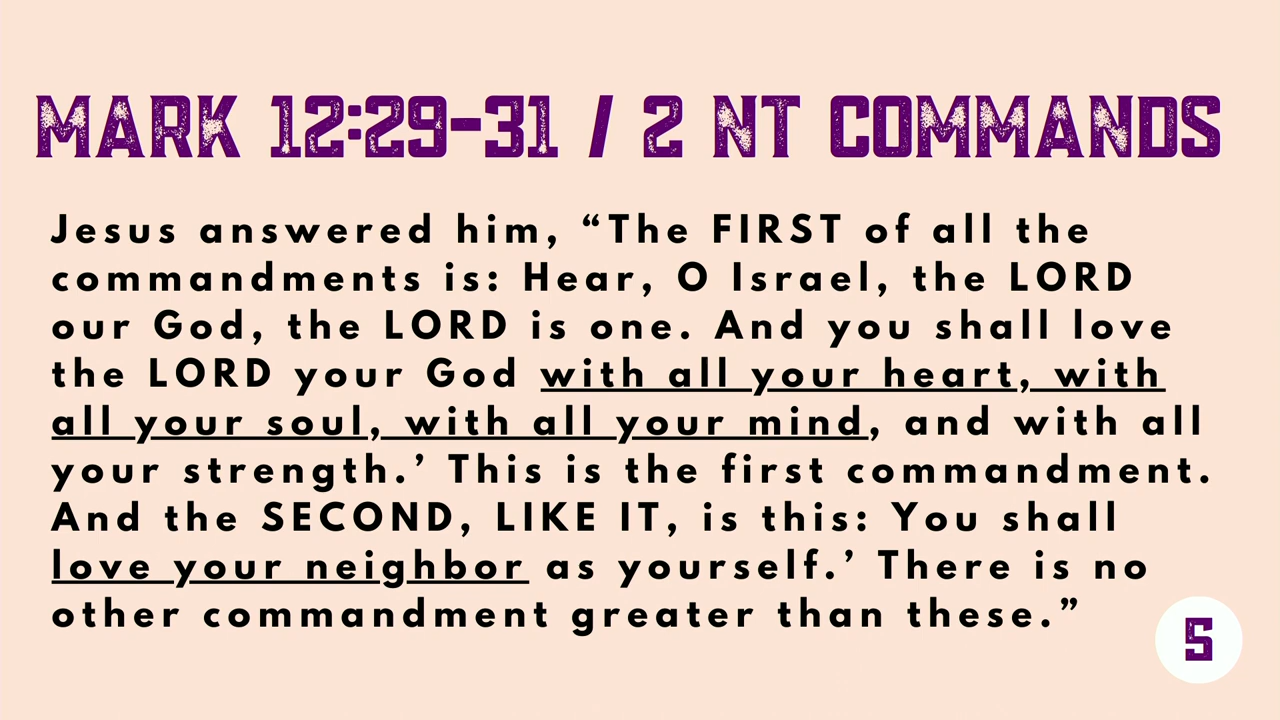 MARK 12:29-31 / 2 NT COMMANDS
Jesus answered him, “The FIRST of all the
commandments is: Hear, O Israel, the LORD
our God, the LORD is one. And you shall love
the LORD your God with all your heart, with
all your soul, with all your mind, and with all
your strength.’ This is the first commandment.
And the SECOND, LIKE IT, is this: You shall
love your neighbor as yourself.’ There is no
other commandment greater than these.”
5